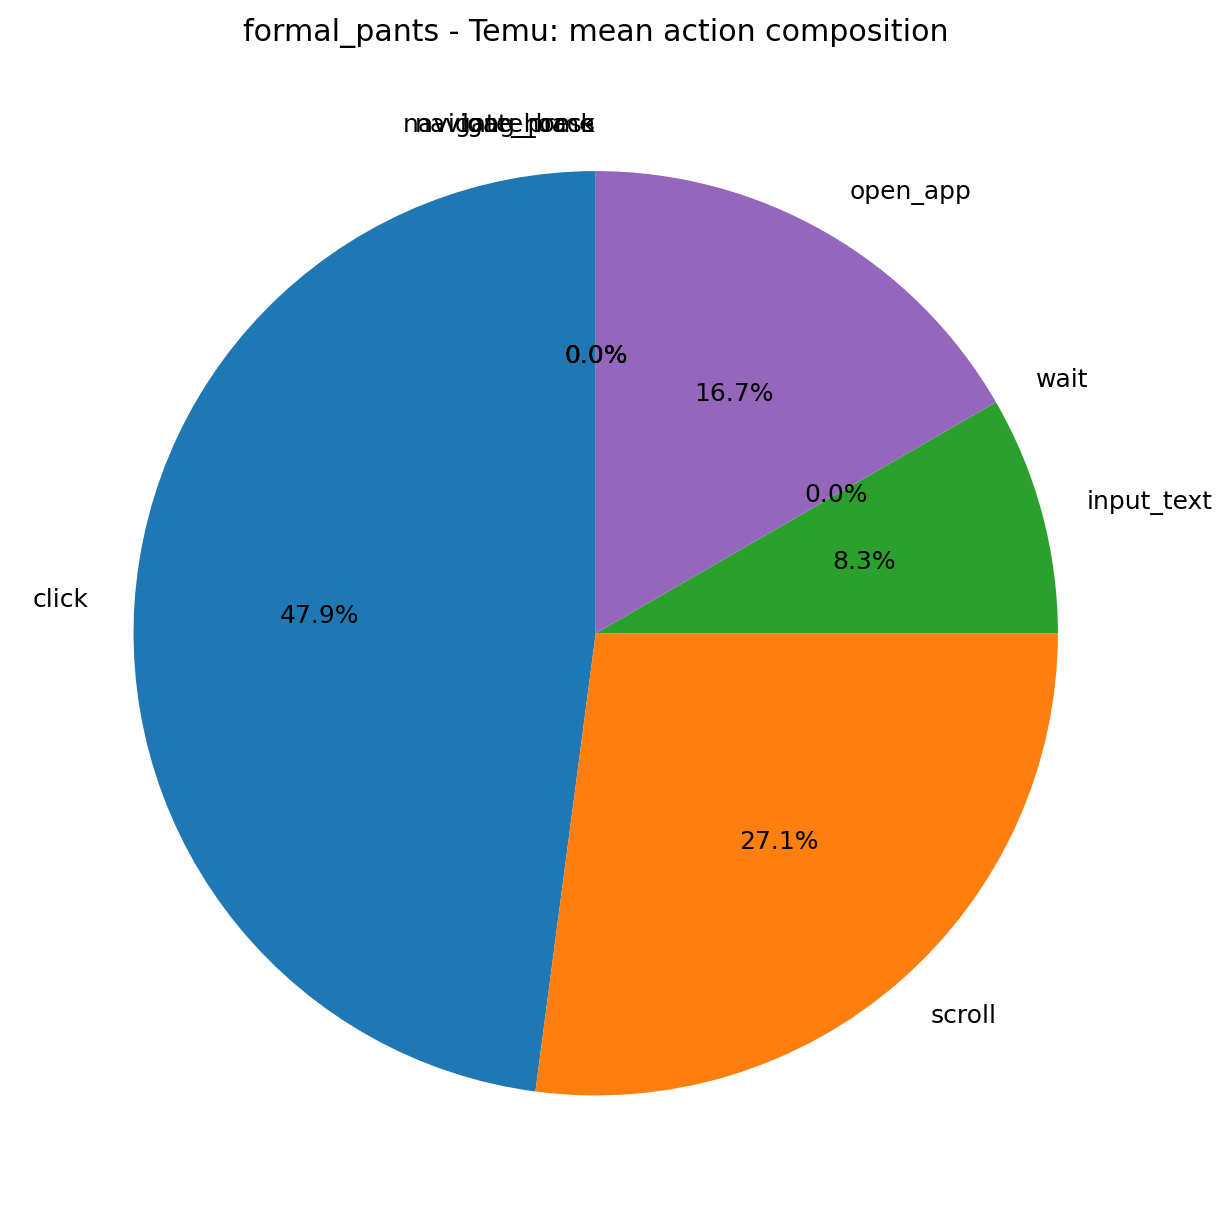 formal_pants - Temu: mean action composition
open_app
0.0%
wait
16.7%
0.0%
input_text
8.3%
click
47.9%
27.1%
scroll